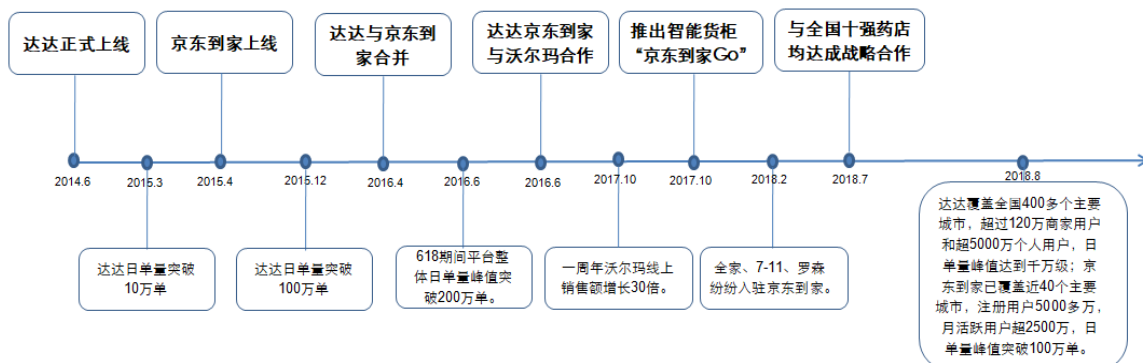 达达正式上线
京东到家上线
达达与京东到
家合并
达达京东到家
与沃尔玛合作
推出智能货柜
“京东到家Go”
与全国十强药店
均达成战略合作
2014.6
2015.3
2015.4
2015.12
2016.4
2016.6
2016.6
2017.10
2017.10
2018.2
2018.7
2018.8
达达日单量突破
10万单
达达日单量突破
100万单
618期间平台整
体日单量峰值突
破200万单。
一周年沃尔玛线上
销售额增长30倍。
全家、7-11、罗森
纷纷入驻京东到家。
达达覆盖全国400多个主要
城市，超过120万商家用户
和超5000万个人用户，日
单量峰值达到千万级；京
东到家已覆盖近40个主要
城市，注册用户5000多万，
月活跃用户超2500万，日
单量峰值突破100万单。